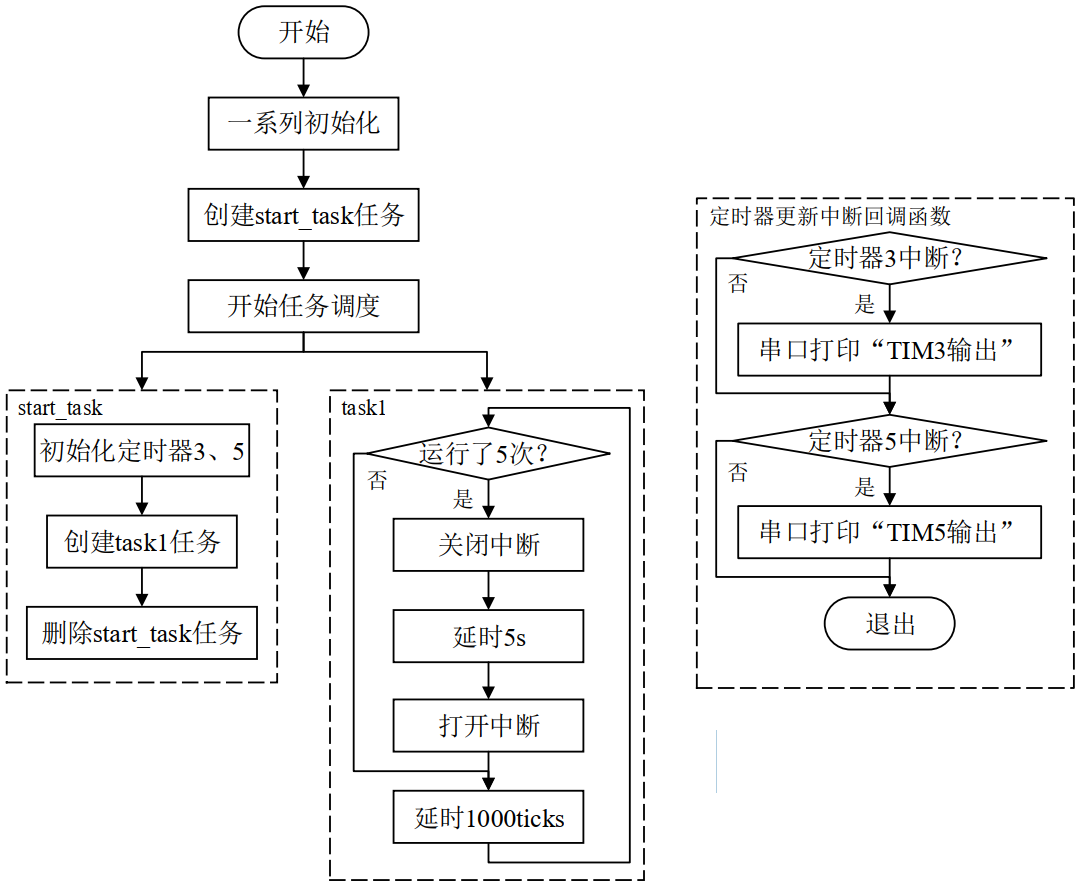 开始
一系列初始化
创建start_task任务
开始任务调度
start_task
初始化定时器3、5
创建task1任务
删除start_task任务
task1
运行了5次？
否
是
关闭中断
延时5s
打开中断
延时1000ticks
定时器更新中断回调函数
定时器3中断？
否
是
串口打印“TIM3输出”
定时器5中断？
否
是
串口打印“TIM5输出”
退出